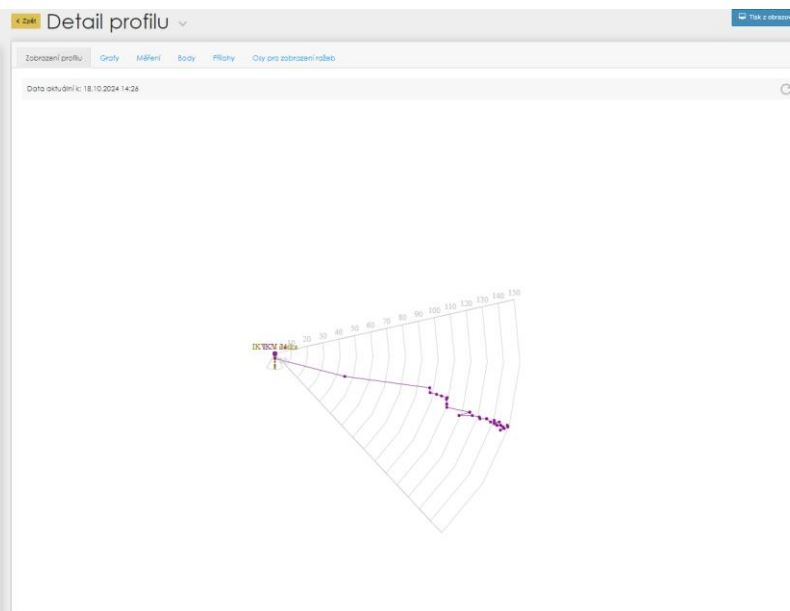 < Zpět Detail profilu
Tisk z obrazov
Zobrazení profilu Grafy Měření Body Přílohy Osy pro zobrazení ražeb
Data aktuální k: 18.10.2024 14:26
10 20 30 40 50 60 70 80 90 100 110 120 130 140 150